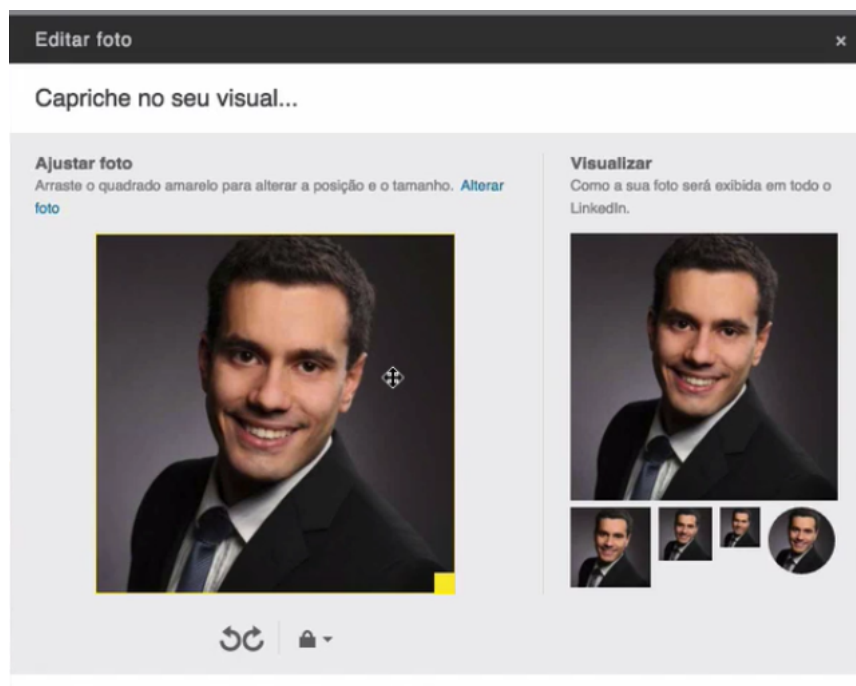 Editar foto
×
Capriche no seu visual...
Ajustar foto
Arraste o quadrado amarelo para alterar a posição e o tamanho. Alterar
foto
Visualizar
Como a sua foto será exibida em todo o
LinkedIn.